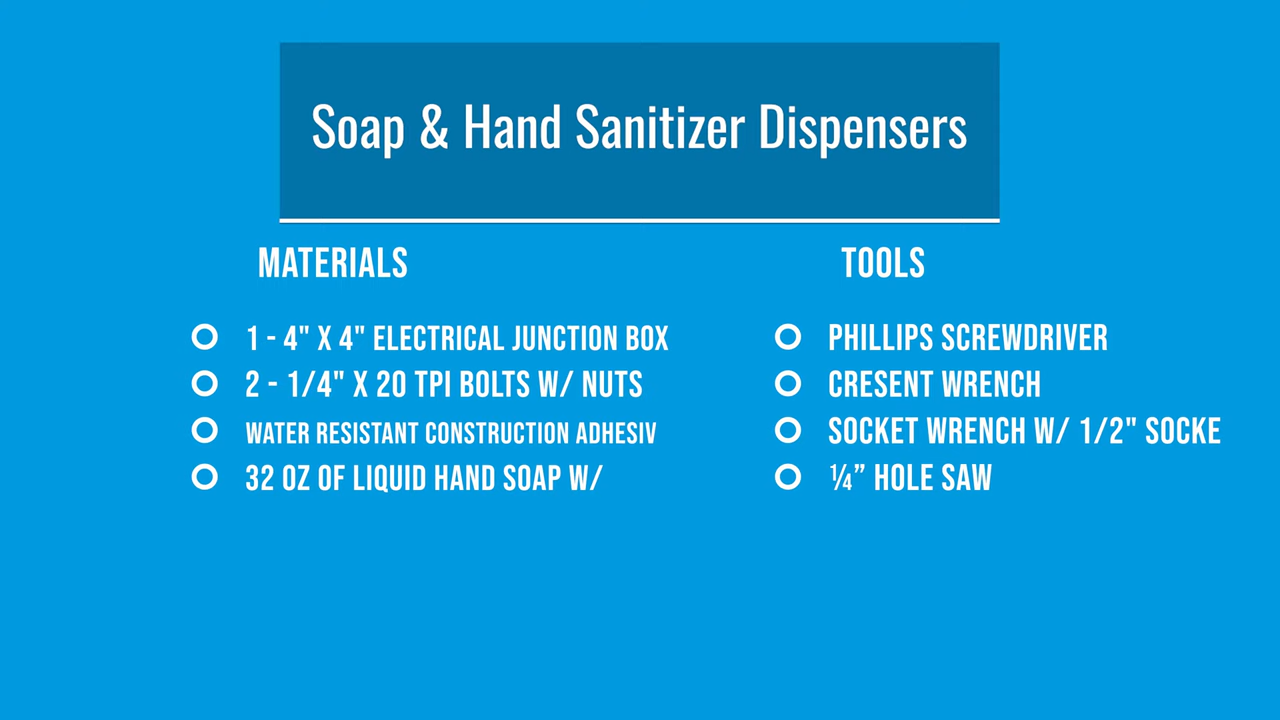 Soap & Hand Sanitizer Dispensers
MATERIALS
1 - 4" X 4" ELECTRICAL JUNCTION BOX
2 - 1/4" X 20 TPI BOLTS W/ NUTS
WATER RESISTANT CONSTRUCTION ADHESIV
32 OZ OF LIQUID HAND SOAP W/
TOOLS
PHILLIPS SCREWDRIVER
CRESENT WRENCH
SOCKET WRENCH W/ 1/2" SOCKE
¼” HOLE SAW